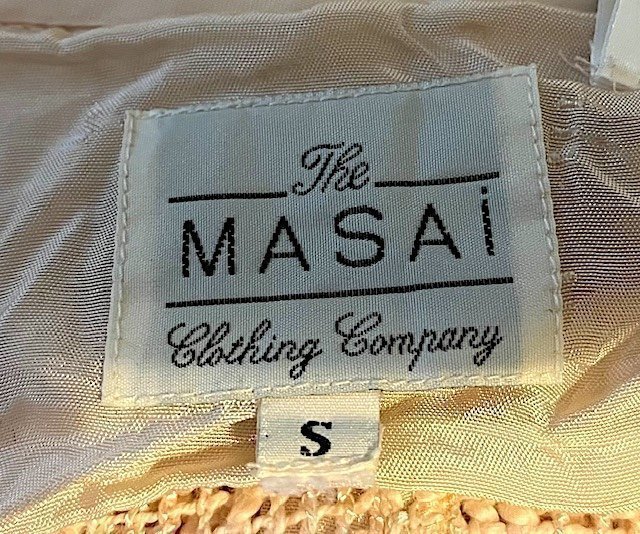 The
MASAi
Clothing Company
S